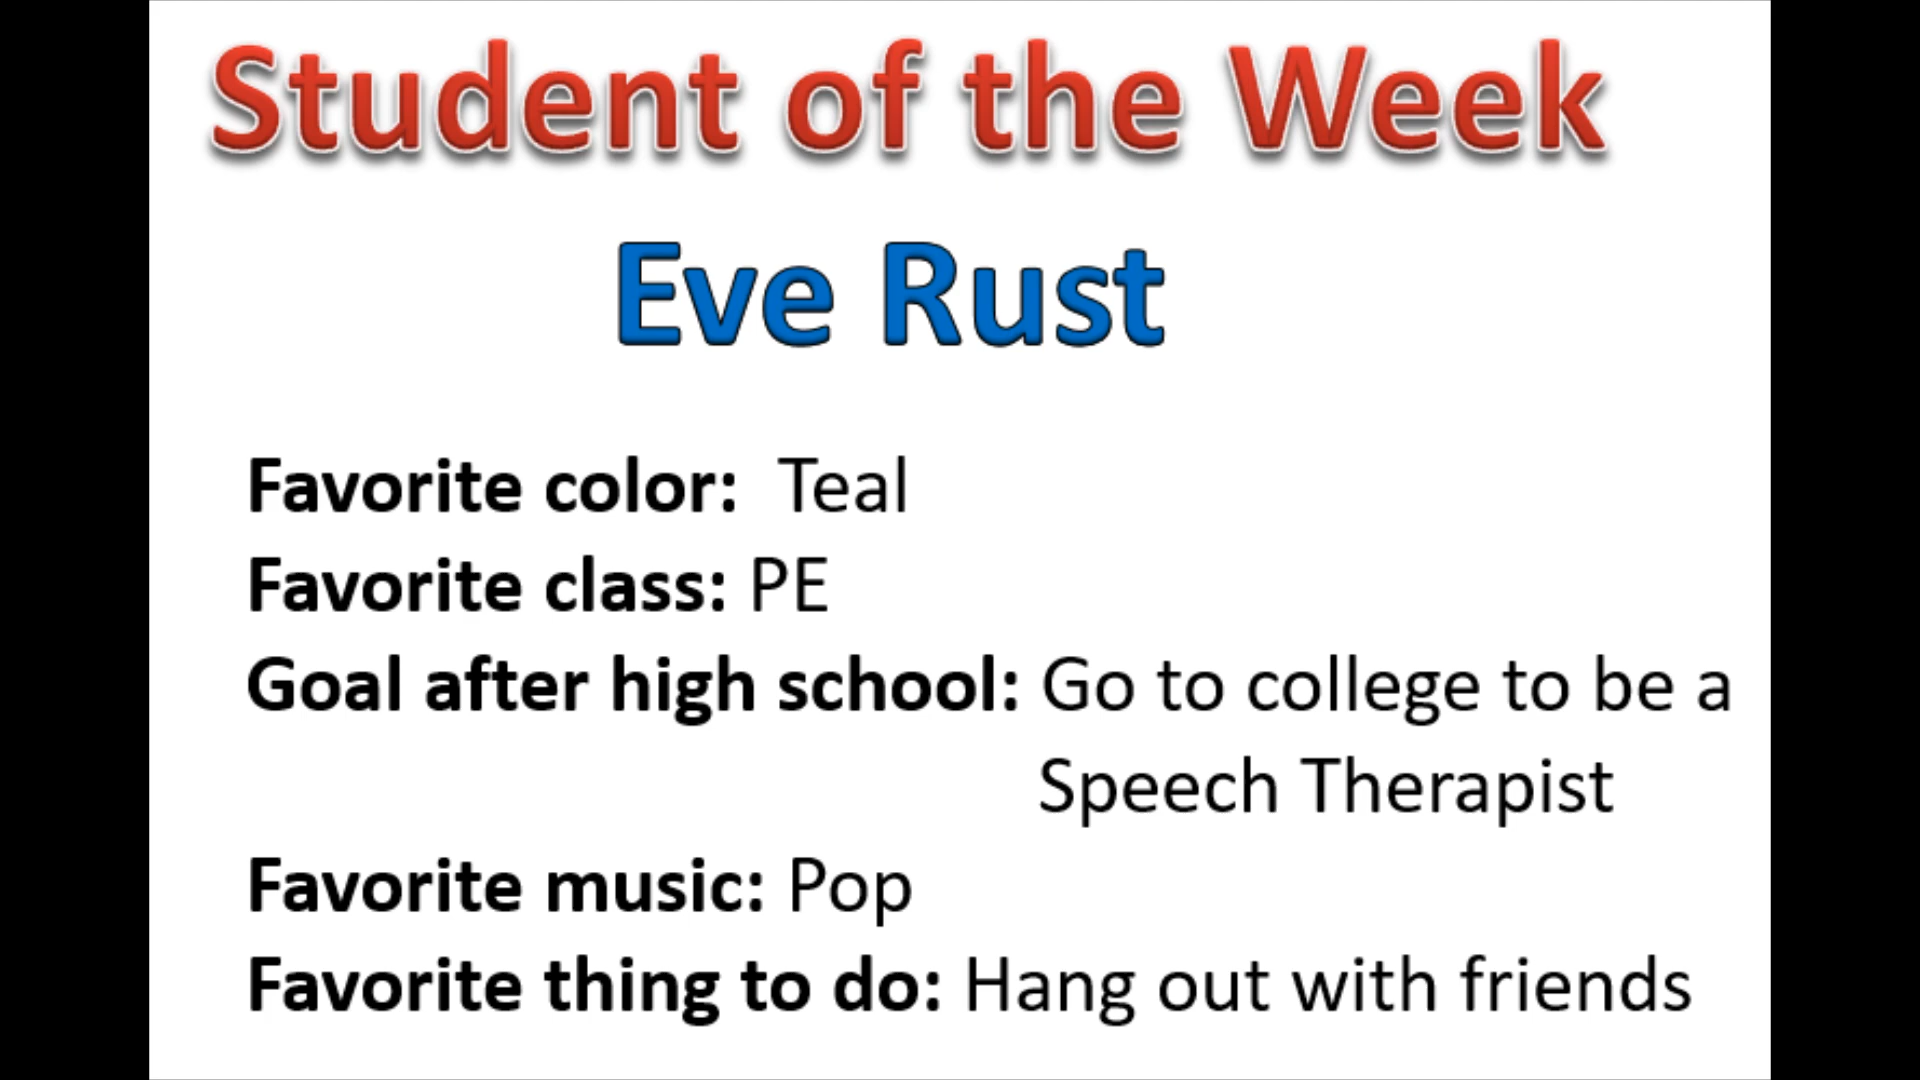 Student of the Week
Eve Rust
Favorite color: Teal
Favorite class: PE
Goal after high school: Go to college to be a
Speech Therapist
Favorite music: Pop
Favorite thing to do: Hang out with friends